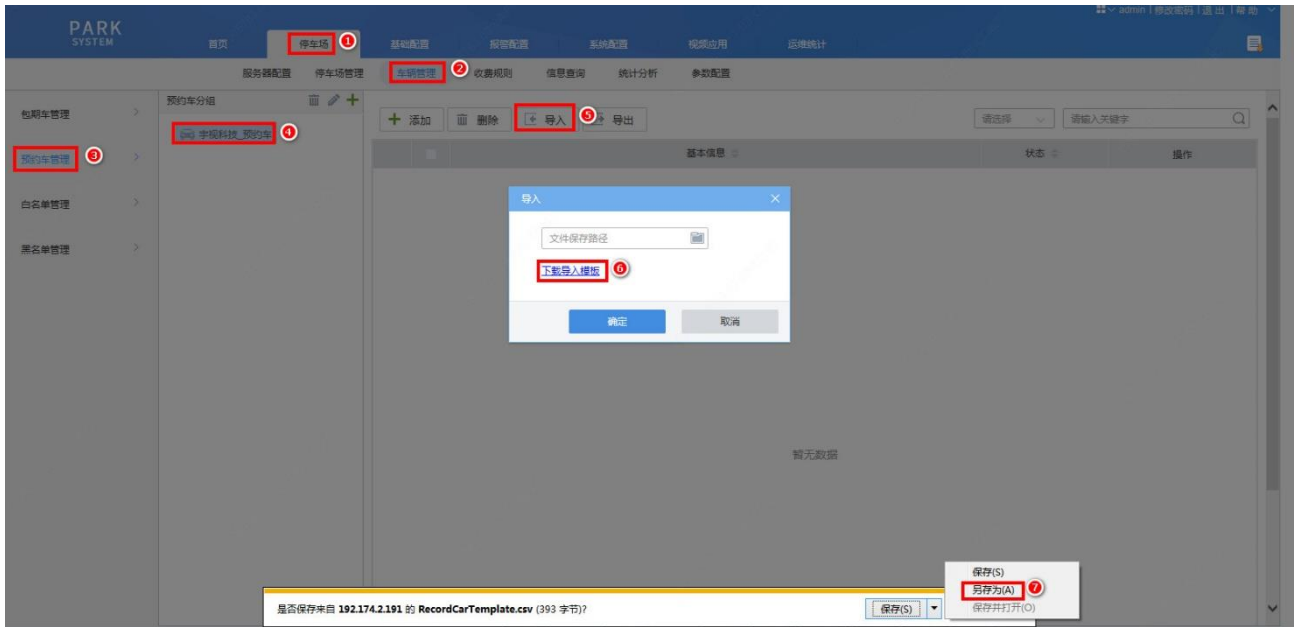 admin | 修改密码 | 退出 | 帮助
PARK
SYSTEM
首页 停车场 1 基础配置 报警配置 系统配置 视频应用 运维统计
服务器配置 停车场管理 车辆管理 2 收费规则 信息查询 统计分析 参数配置
包期车管理
预约车管理 3
白名单管理
黑名单管理
预约车分组
宇视科技_预约车 4
添加 删除 导入 5 导出 请选择 请输入关键字
基本信息 状态 操作
导入
文件保存路径
下载导入模板 6
确定 取消
暂无数据
是否保存来自 192.174.2.191 的 RecordCarTemplate.csv (393 字节)?
保存(S)
保存(S)
另存为(A) 7
保存并打开(O)